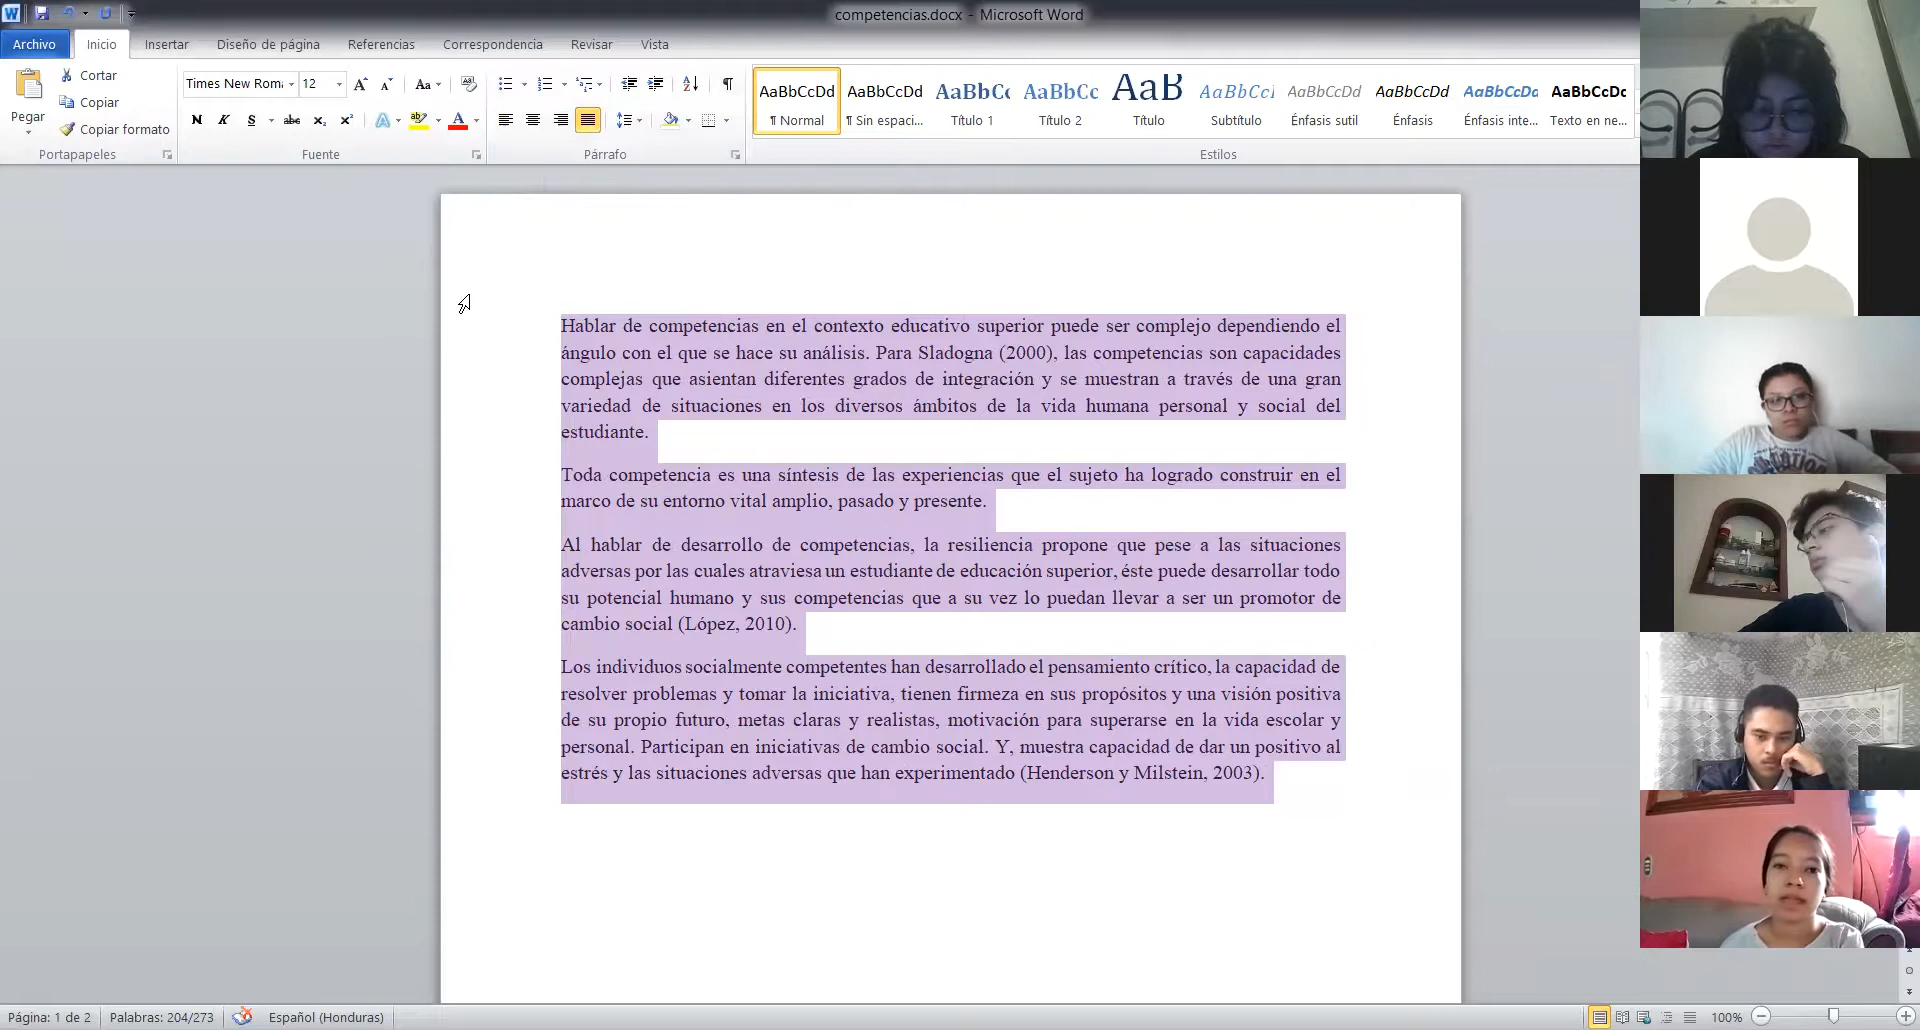 competencias.docx - Microsoft Word
Archivo Inicio Insertar Diseño de página Referencias Correspondencia Revisar Vista
Pegar
Cortar
Copiar
Copiar formato
Portapapeles
Times New Rom 12
N K S abc x₂ x²
Fuente
Párrafo
AaBbCcDd AaBbCcDd AaBbCc AaBbCc AaB AaBbCcI AaBbCcDd AaBbCcDd AaBbCcDd AaBbCcDc
¶ Normal ¶ Sin espaci... Título 1 Título 2 Título Subtítulo Énfasis sutil Énfasis Énfasis inte... Texto en ne...
Estilos
Hablar de competencias en el contexto educativo superior puede ser complejo dependiendo el
ángulo con el que se hace su análisis. Para Sladogna (2000), las competencias son capacidades
complejas que asientan diferentes grados de integración y se muestran a través de una gran
variedad de situaciones en los diversos ámbitos de la vida humana personal y social del
estudiante.
Toda competencia es una síntesis de las experiencias que el sujeto ha logrado construir en el
marco de su entorno vital amplio, pasado y presente.
Al hablar de desarrollo de competencias, la resiliencia propone que pese a las situaciones
adversas por las cuales atraviesa un estudiante de educación superior, éste puede desarrollar todo
su potencial humano y sus competencias que a su vez lo puedan llevar a ser un promotor de
cambio social (López, 2010).
Los individuos socialmente competentes han desarrollado el pensamiento crítico, la capacidad de
resolver problemas y tomar la iniciativa, tienen firmeza en sus propósitos y una visión positiva
de su propio futuro, metas claras y realistas, motivación para superarse en la vida escolar y
personal. Participan en iniciativas de cambio social. Y, muestra capacidad de dar un positivo al
estrés y las situaciones adversas que han experimentado (Henderson y Milstein, 2003).
Página: 1 de 2 Palabras: 204/273 Español (Honduras) 100%